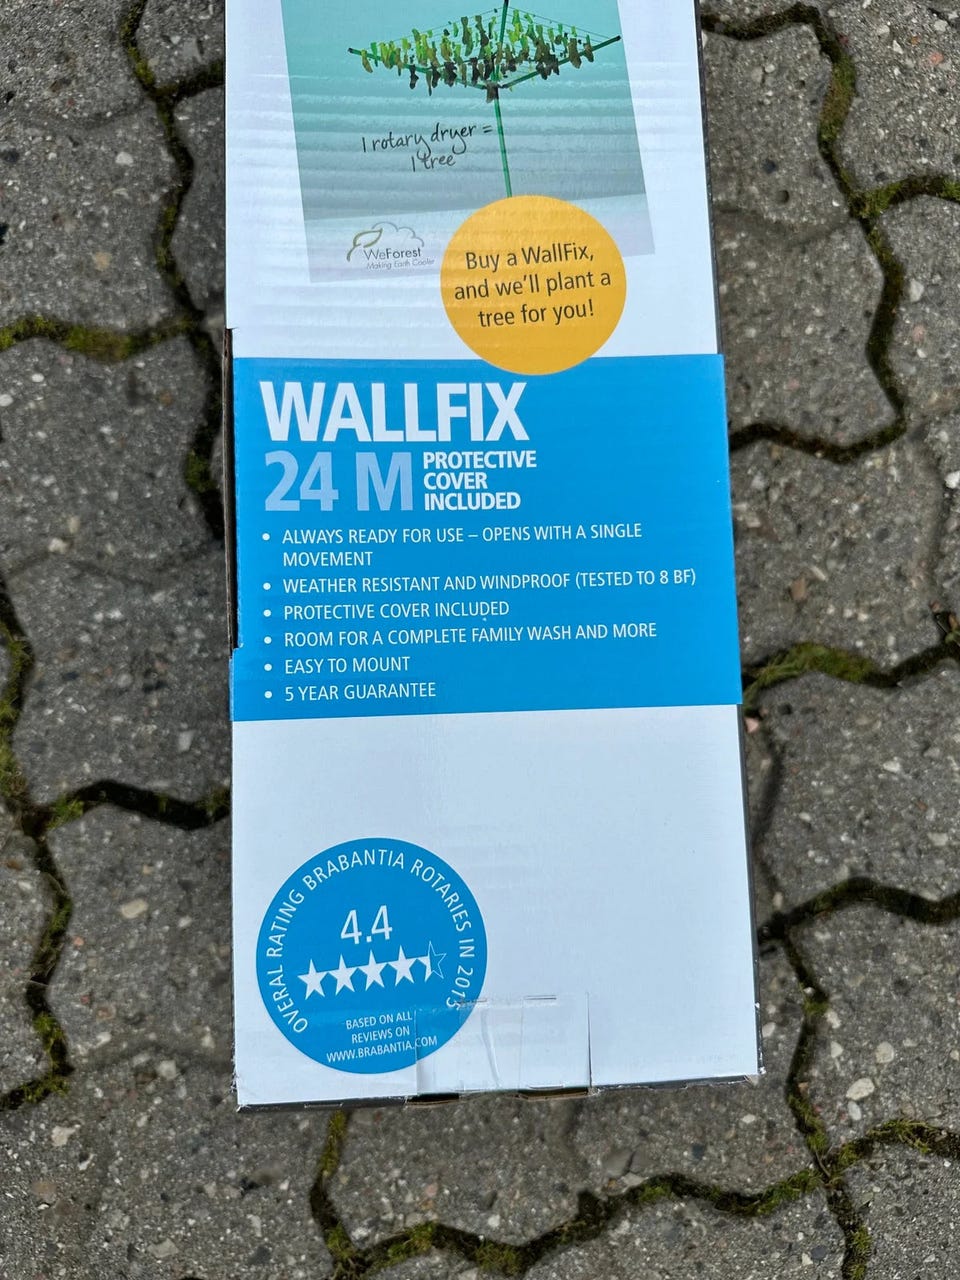 1 rotary dryer =
1 tree
WeForest
Making Earth Cooler
Buy a WallFix,
and we'll plant a
tree for you!
WALLFIX
24 M PROTECTIVE
COVER
INCLUDED
• ALWAYS READY FOR USE – OPENS WITH A SINGLE
MOVEMENT
• WEATHER RESISTANT AND WINDPROOF (TESTED TO 8 BF)
• PROTECTIVE COVER INCLUDED
• ROOM FOR A COMPLETE FAMILY WASH AND MORE
• EASY TO MOUNT
• 5 YEAR GUARANTEE
OVERAL RATING BRABANTIA ROTARIES IN 2015
4.4
BASED ON ALL
REVIEWS ON
WWW.BRABANTIA.COM